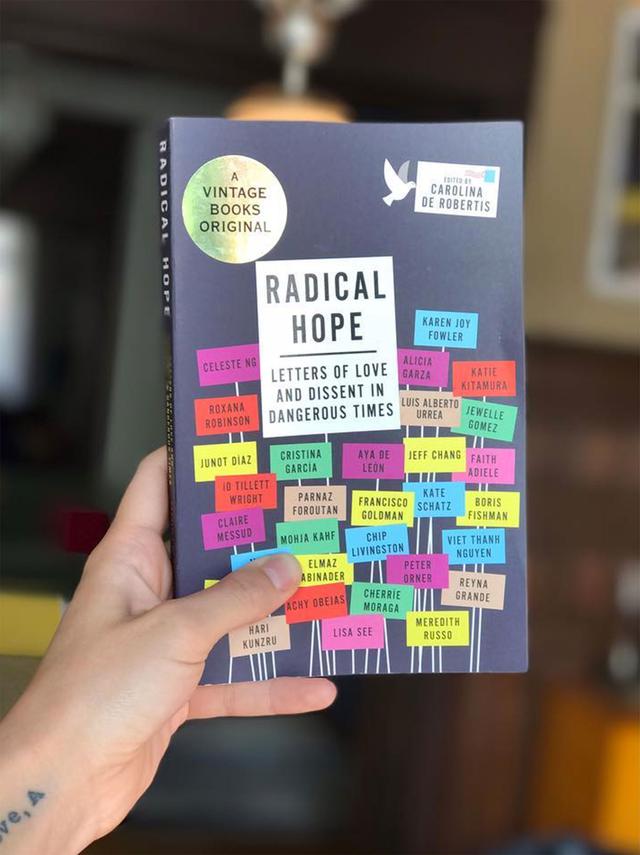 RADICAL HOPE
A
VINTAGE
BOOKS
ORIGINAL
EDITED BY
CAROLINA
DE ROBERTIS
RADICAL
HOPE
LETTERS OF LOVE
AND DISSENT IN
DANGEROUS TIMES
KAREN JOY
FOWLER
CELESTE NG
ALICIA
GARZA
KATIE
KITAMURA
ROXANA
ROBINSON
LUIS ALBERTO
URREA
JEWELLE
GOMEZ
JUNOT DÍAZ
CRISTINA
GARCÍA
AYA DE
LEÓN
JEFF CHANG
FAITH
ADIELE
iO TILLETT
WRIGHT
PARNAZ
FOROUTAN
FRANCISCO
GOLDMAN
KATE
SCHATZ
BORIS
FISHMAN
CLAIRE
MESSUD
MOHJA KAHF
CHIP
LIVINGSTON
VIET THANH
NGUYEN
ELMAZ
ABINADER
PETER
ORNER
REYNA
GRANDE
ACHY OBEJAS
CHERRÍE
MORAGA
HARI
KUNZRU
LISA SEE
MEREDITH
RUSSO